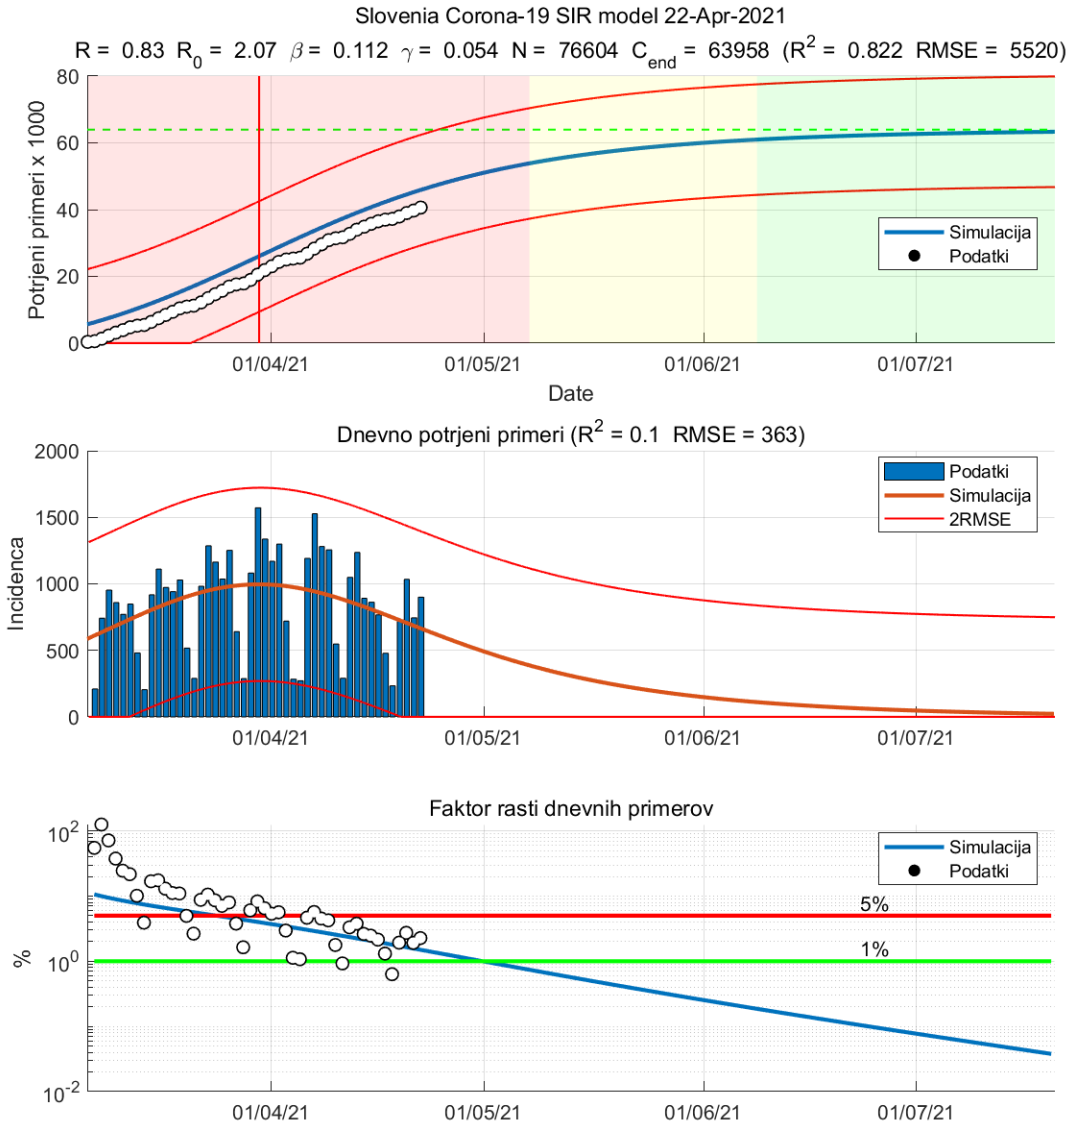 Slovenia Corona-19 SIR model 22-Apr-2021
R = 0.83 R0 = 2.07 β = 0.112 γ = 0.054 N = 76604 Cend = 63958 (R2 = 0.822 RMSE = 5520)
80
60
40
20
0
Potrjeni primeri x 1000
Simulacija
Podatki
01/04/21 01/05/21 01/06/21 01/07/21
Date
Dnevno potrjeni primeri (R2 = 0.1 RMSE = 363)
2000
1500
1000
500
0
Incidenca
Podatki
Simulacija
2RMSE
01/04/21 01/05/21 01/06/21 01/07/21
Faktor rasti dnevnih primerov
10^2
10^0
10^-2
%
Simulacija
Podatki
5%
1%
01/04/21 01/05/21 01/06/21 01/07/21